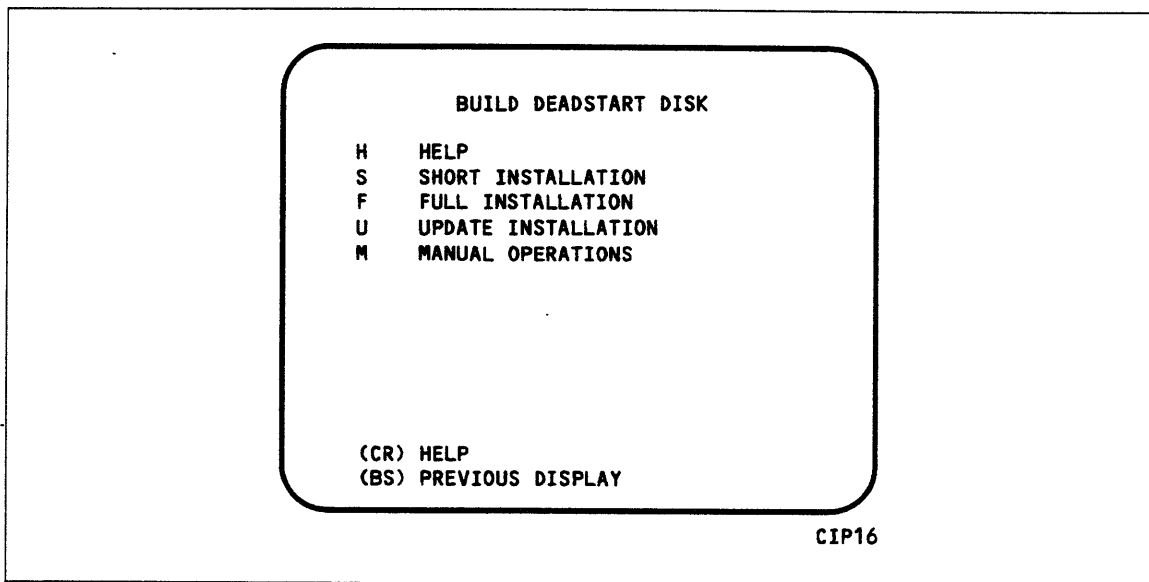 BUILD DEADSTART DISK
H HELP
S SHORT INSTALLATION
F FULL INSTALLATION
U UPDATE INSTALLATION
M MANUAL OPERATIONS
(CR) HELP
(BS) PREVIOUS DISPLAY
CIP16